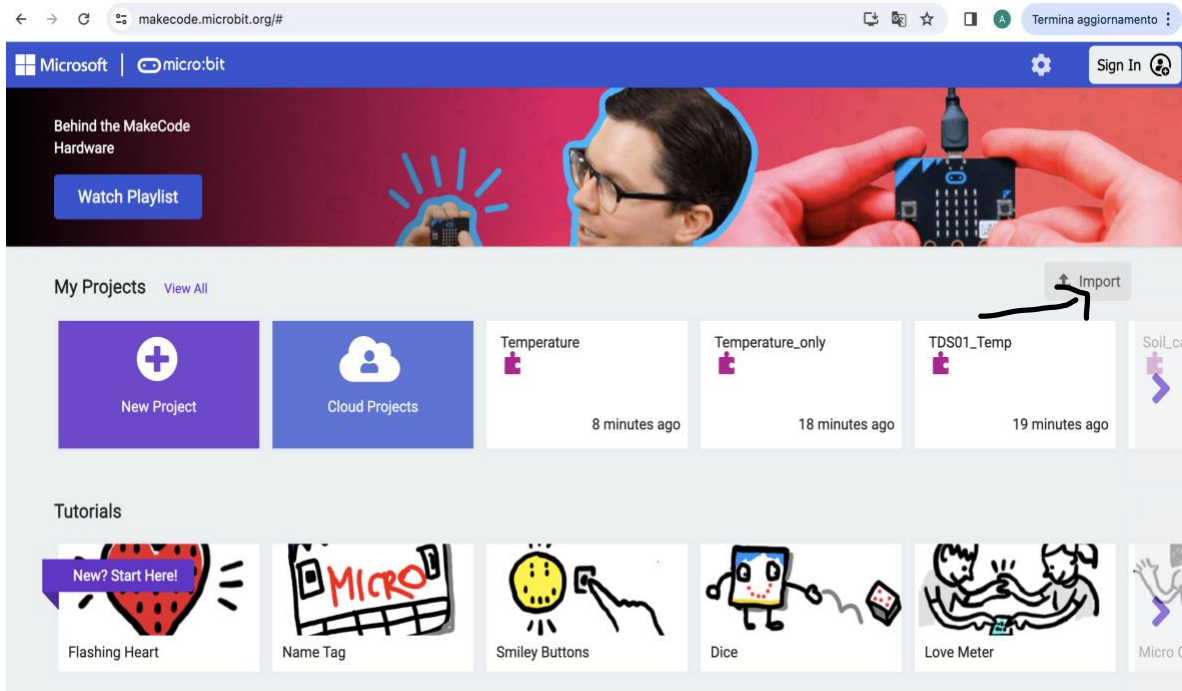 makecode.microbit.org/#
A
Termina aggiornamento
Microsoft
micro:bit
Sign In
Behind the MakeCode
Hardware
Watch Playlist
My Projects View All
Import
New Project
Cloud Projects
Temperature
8 minutes ago
Temperature_only
18 minutes ago
TDS01_Temp
19 minutes ago
Tutorials
New? Start Here!
MICRO
Flashing Heart
Name Tag
Smiley Buttons
Dice
Love Meter
Micro